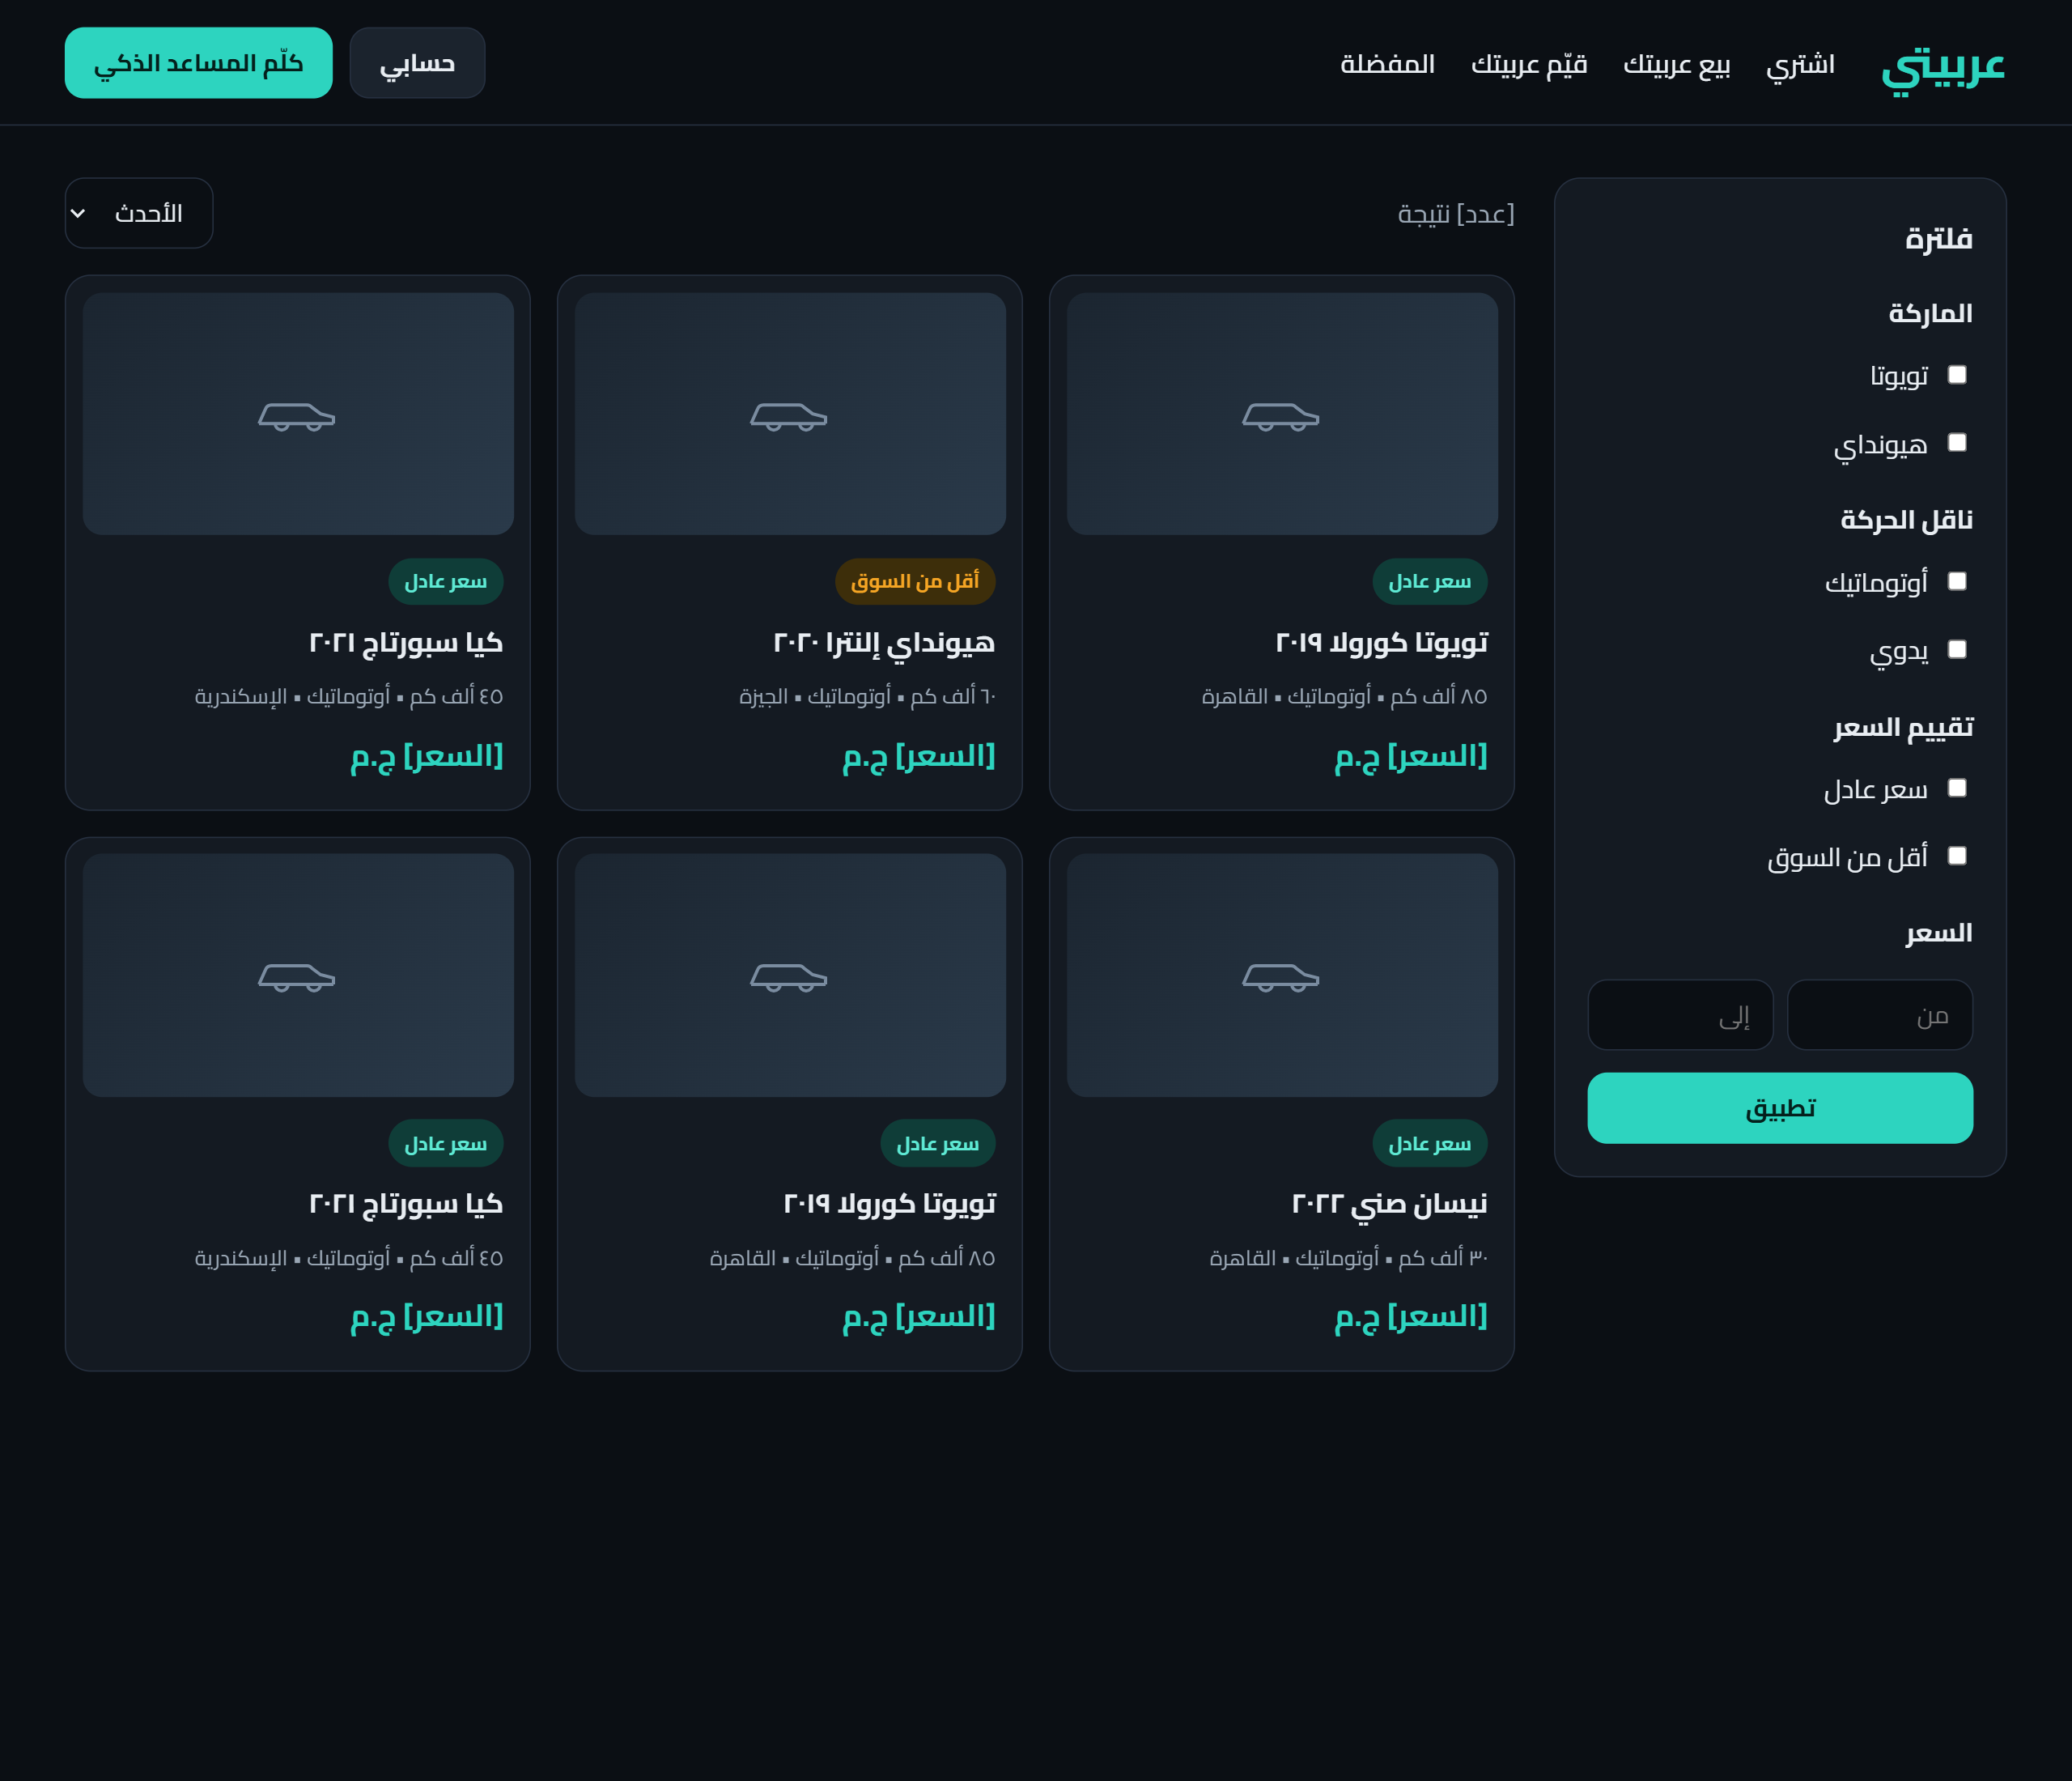 عربيتي
اشتري
بيع عربيتك
قيّم عربيتك
المفضلة
حسابي
كلّم المساعد الذكي
فلترة
الماركة
تويوتا
هيونداي
ناقل الحركة
أوتوماتيك
يدوي
تقييم السعر
سعر عادل
أقل من السوق
السعر
من
إلى
تطبيق
[عدد] نتيجة
الأحدث
سعر عادل
تويوتا كورولا ٢٠١٩
٨٥ ألف كم • أوتوماتيك • القاهرة
[السعر] ج.م
أقل من السوق
هيونداي إلنترا ٢٠٢٠
٦٠ ألف كم • أوتوماتيك • الجيزة
[السعر] ج.م
سعر عادل
كيا سبورتاج ٢٠٢١
٤٥ ألف كم • أوتوماتيك • الإسكندرية
[السعر] ج.م
سعر عادل
نيسان صني ٢٠٢٢
٣٠ ألف كم • أوتوماتيك • القاهرة
[السعر] ج.م
سعر عادل
تويوتا كورولا ٢٠١٩
٨٥ ألف كم • أوتوماتيك • القاهرة
[السعر] ج.م
سعر عادل
كيا سبورتاج ٢٠٢١
٤٥ ألف كم • أوتوماتيك • الإسكندرية
[السعر] ج.م